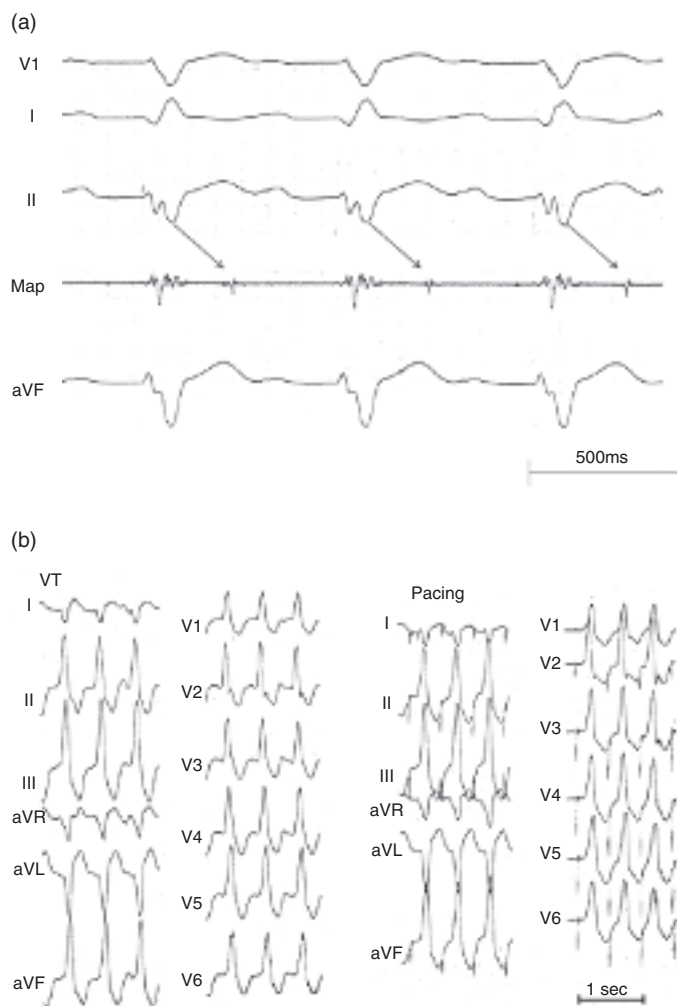 (a)
V1
I
II
Map
aVF
500ms
(b)
VT
I
II
III
aVR
aVL
aVF
V1
V2
V3
V4
V5
V6
Pacing
I
II
III
aVR
aVL
aVF
V1
V2
V3
V4
V5
V6
1 sec